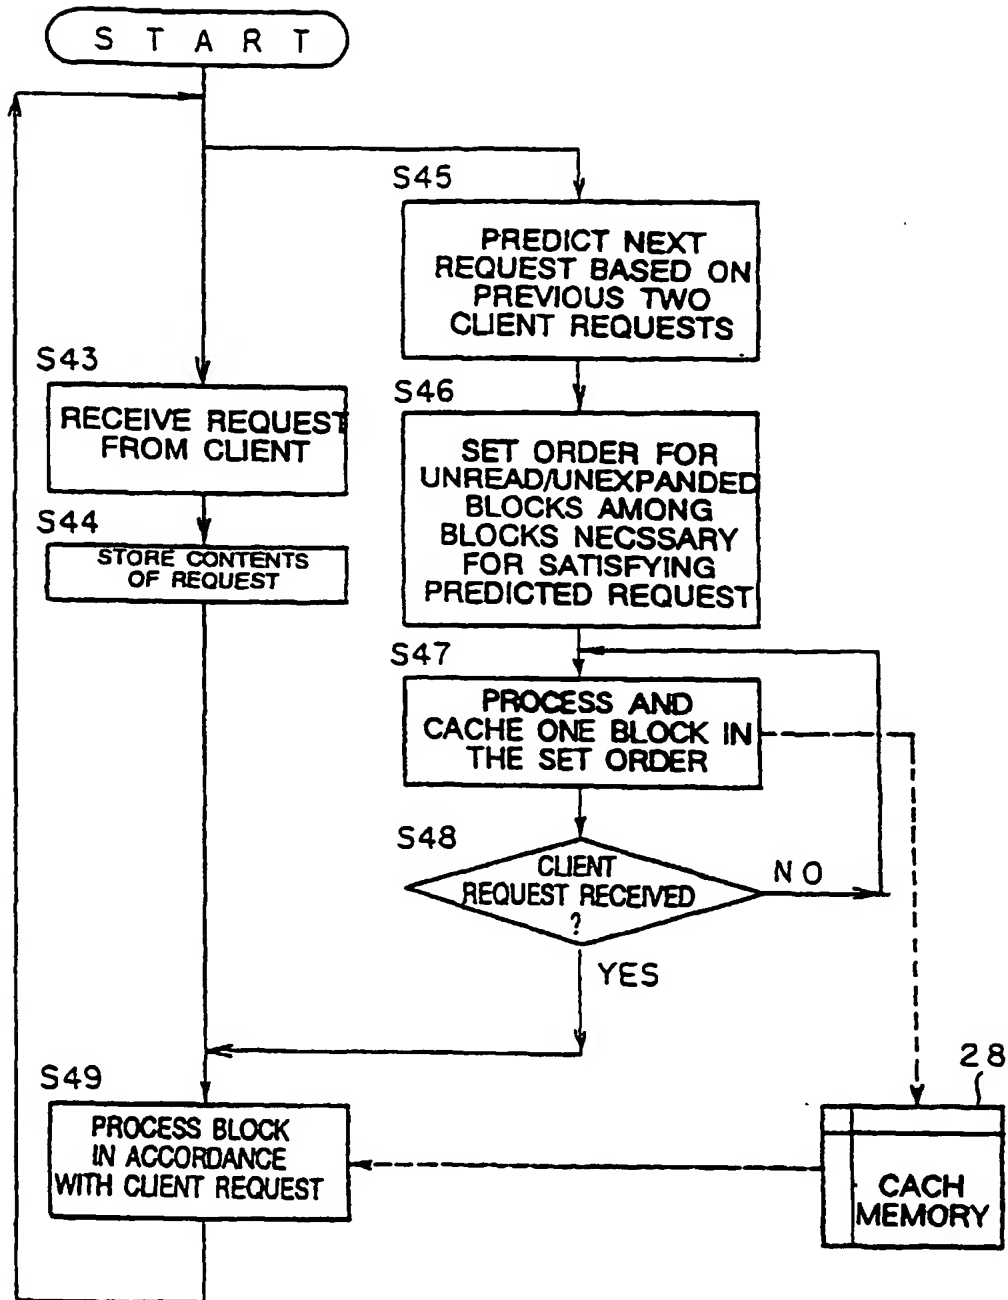 START
S45
PREDICT NEXT
REQUEST BASED ON
PREVIOUS TWO
CLIENT REQUESTS
S43
RECEIVE REQUEST
FROM CLIENT
S46
SET ORDER FOR
UNREAD/UNEXPANDED
BLOCKS AMONG
BLOCKS NECSSARY
FOR SATISFYING
PREDICTED REQUEST
S44
STORE CONTENTS
OF REQUEST
S47
PROCESS AND
CACHE ONE BLOCK IN
THE SET ORDER
S48
CLIENT
REQUEST RECEIVED
?
NO
YES
S49
PROCESS BLOCK
IN ACCORDANCE
WITH CLIENT REQUEST
28
CACH
MEMORY